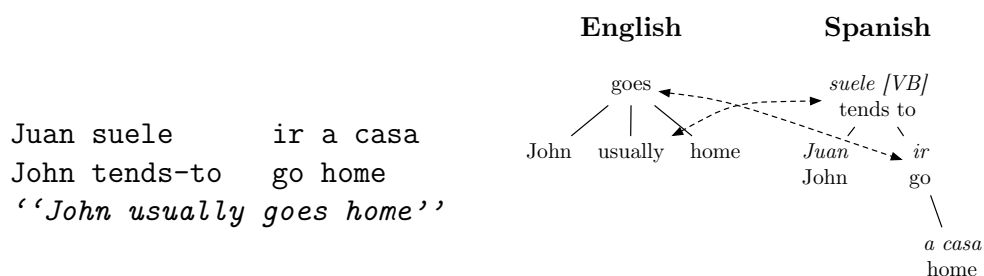 Juan suele ir a casa
John tends-to go home
‘‘John usually goes home’’
English
goes
John usually home
Spanish
suele [VB]
tends to
Juan ir
John go
a casa
home